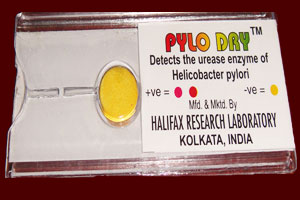 PYLO DRY™
Detects the urease enzyme of
Helicobacter pylori
+ve = -ve =
Mfd. & Mktd. By
HALIFAX RESEARCH LABORATORY
KOLKATA, INDIA